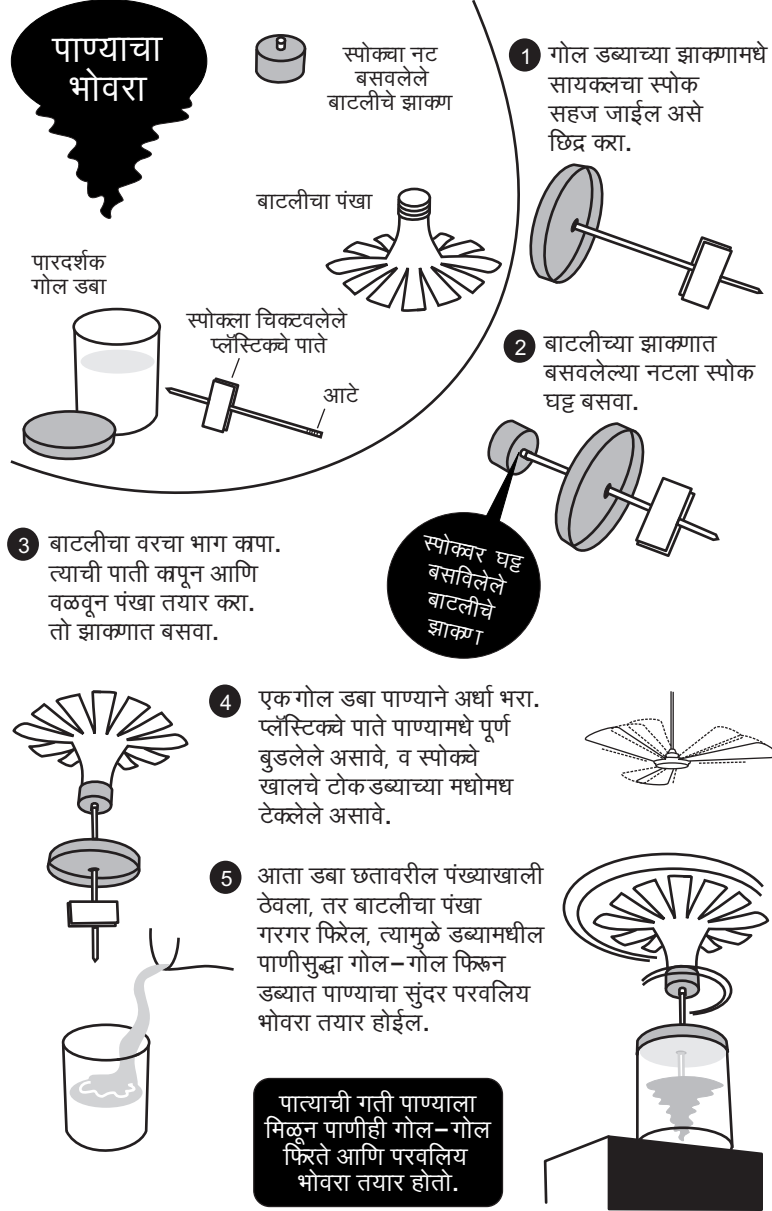 पाण्याचा
भोवरा
स्पोकचा नट
बसवलेले
बाटलीचे झाकण
बाटलीचा पंखा
पारदर्शक
गोल डबा
स्पोकला चिकटवलेले
प्लॅस्टिकचे पाते
आटे
1 गोल डब्याच्या झाकणामधे
सायकलचा स्पोक
सहज जाईल असे
छिद्र करा.
2 बाटलीच्या झाकणात
बसवलेल्या नटला स्पोक
घट्ट बसवा.
स्पोकवर घट्ट
बसविलेले
बाटलीचे
झाकण
3 बाटलीचा वरचा भाग कापा.
त्याची पाती कापून आणि
वळवून पंखा तयार करा.
तो झाकणात बसवा.
4 एक गोल डबा पाण्याने अर्धा भरा.
प्लॅस्टिकचे पाते पाण्यामधे पूर्ण
बुडलेले असावे, व स्पोकचे
खालचे टोक डब्याच्या मधोमध
टेकलेले असावे.
5 आता डबा छतावरील पंख्याखाली
ठेवला, तर बाटलीचा पंखा
गरगर फिरेल, त्यामुळे डब्यामधील
पाणीसुद्धा गोल–गोल फिरून
डब्यात पाण्याचा सुंदर परवलिय
भोवरा तयार होईल.
पात्याची गती पाण्याला
मिळून पाणीही गोल–गोल
फिरते आणि परवलिय
भोवरा तयार होतो.